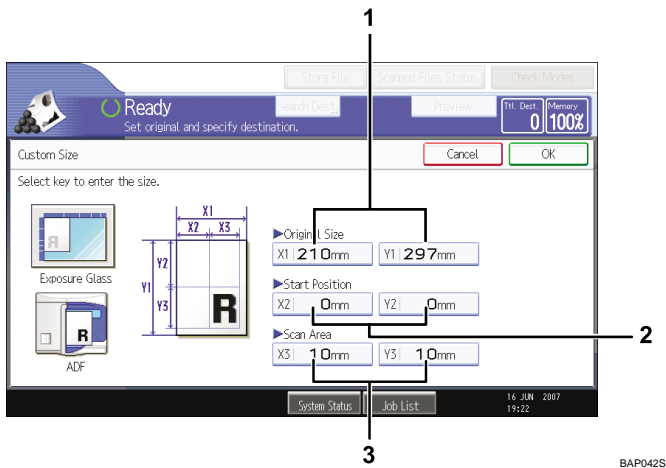 1
Store File Scanned Files Status Check Modes
Ready
Search Dest. Preview
Ttl. Dest. Memory
0 100%
Set original and specify destination.
Custom Size Cancel OK
Select key to enter the size.
X1
X2 X3
Y1 Y2 Y3
R
R
Exposure Glass
R
ADF
▶Original Size
X1 210mm Y1 297mm
▶Start Position
X2 0mm Y2 0mm
2
▶Scan Area
X3 10mm Y3 10mm
System Status Job List
16 JUN 2007
19:22
3
BAP042S